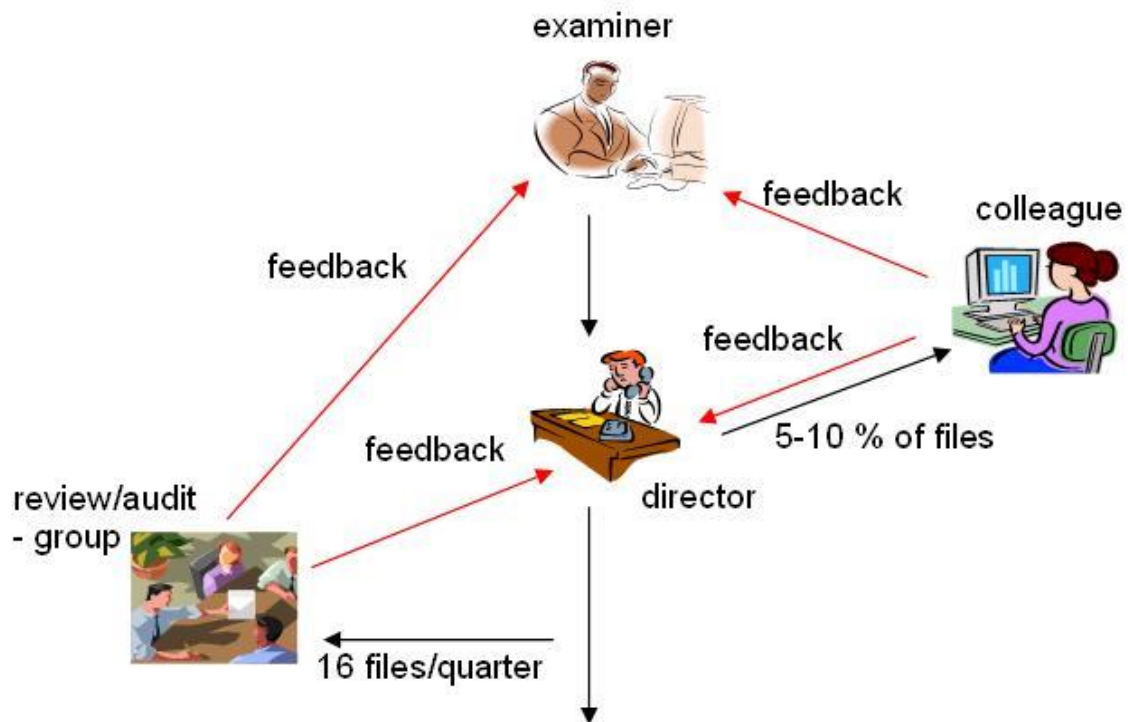 examiner
feedback
colleague
feedback
feedback
5-10 % of files
feedback
director
review/audit
- group
16 files/quarter